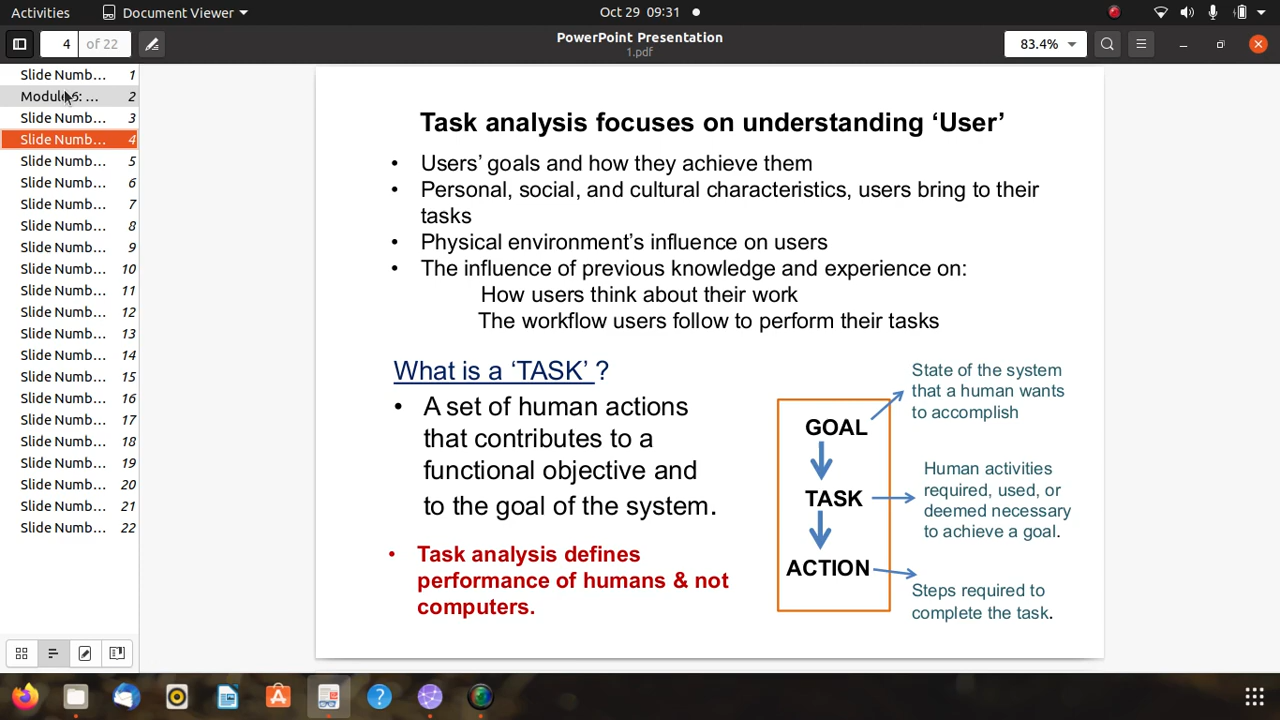 Activities
Document Viewer
Oct 29 09:31
4
of 22
PowerPoint Presentation
1.pdf
83.4%
Slide Numb... 1
Module 5: ... 2
Slide Numb... 3
Slide Numb... 4
Slide Numb... 5
Slide Numb... 6
Slide Numb... 7
Slide Numb... 8
Slide Numb... 9
Slide Numb... 10
Slide Numb... 11
Slide Numb... 12
Slide Numb... 13
Slide Numb... 14
Slide Numb... 15
Slide Numb... 16
Slide Numb... 17
Slide Numb... 18
Slide Numb... 19
Slide Numb... 20
Slide Numb... 21
Slide Numb... 22
Task analysis focuses on understanding ‘User’
• Users’ goals and how they achieve them
• Personal, social, and cultural characteristics, users bring to their
tasks
• Physical environment’s influence on users
• The influence of previous knowledge and experience on:
How users think about their work
The workflow users follow to perform their tasks
What is a ‘TASK’ ?
• A set of human actions
that contributes to a
functional objective and
to the goal of the system.
• Task analysis defines
performance of humans & not
computers.
GOAL
TASK
ACTION
State of the system
that a human wants
to accomplish
Human activities
required, used, or
deemed necessary
to achieve a goal.
Steps required to
complete the task.